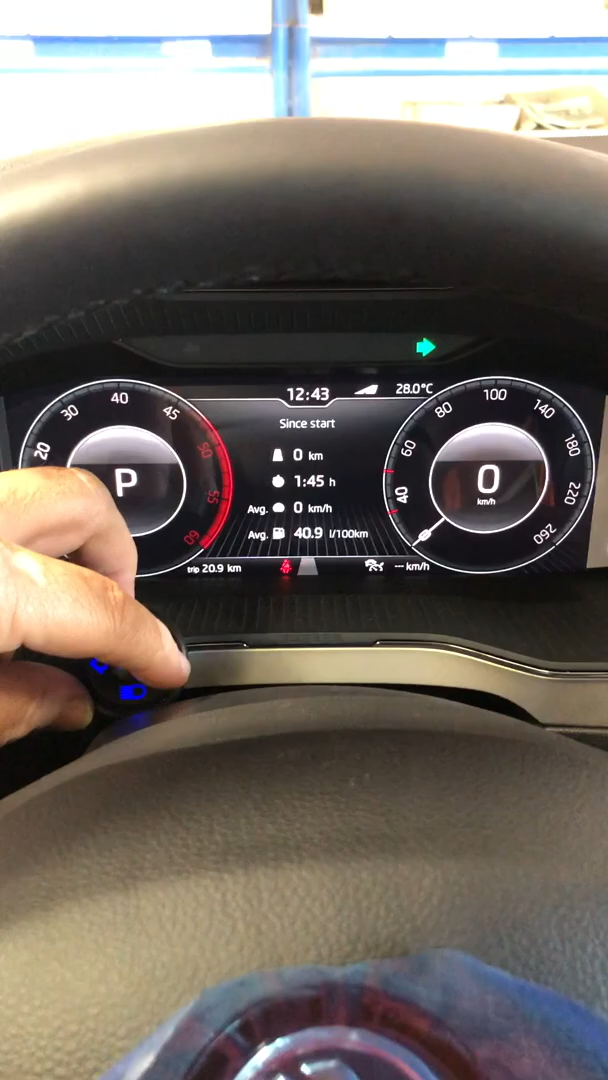 12:43
28.0°C
Since start
0 km
1:45 h
Avg. 0 km/h
Avg. 40.9 l/100km
trip 20.9 km
--- km/h
20
30
40
45
50
55
60
P
40
60
80
100
140
180
220
260
0
km/h